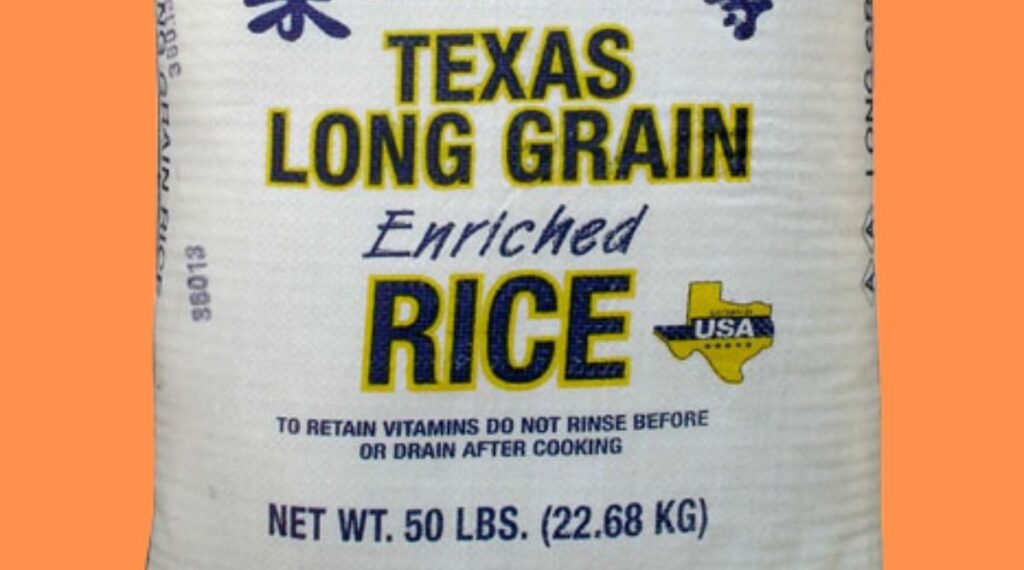 TEXAS
LONG GRAIN
Enriched
RICE
USA
TO RETAIN VITAMINS DO NOT RINSE BEFORE
OR DRAIN AFTER COOKING
NET WT. 50 LBS. (22.68 KG)
36013